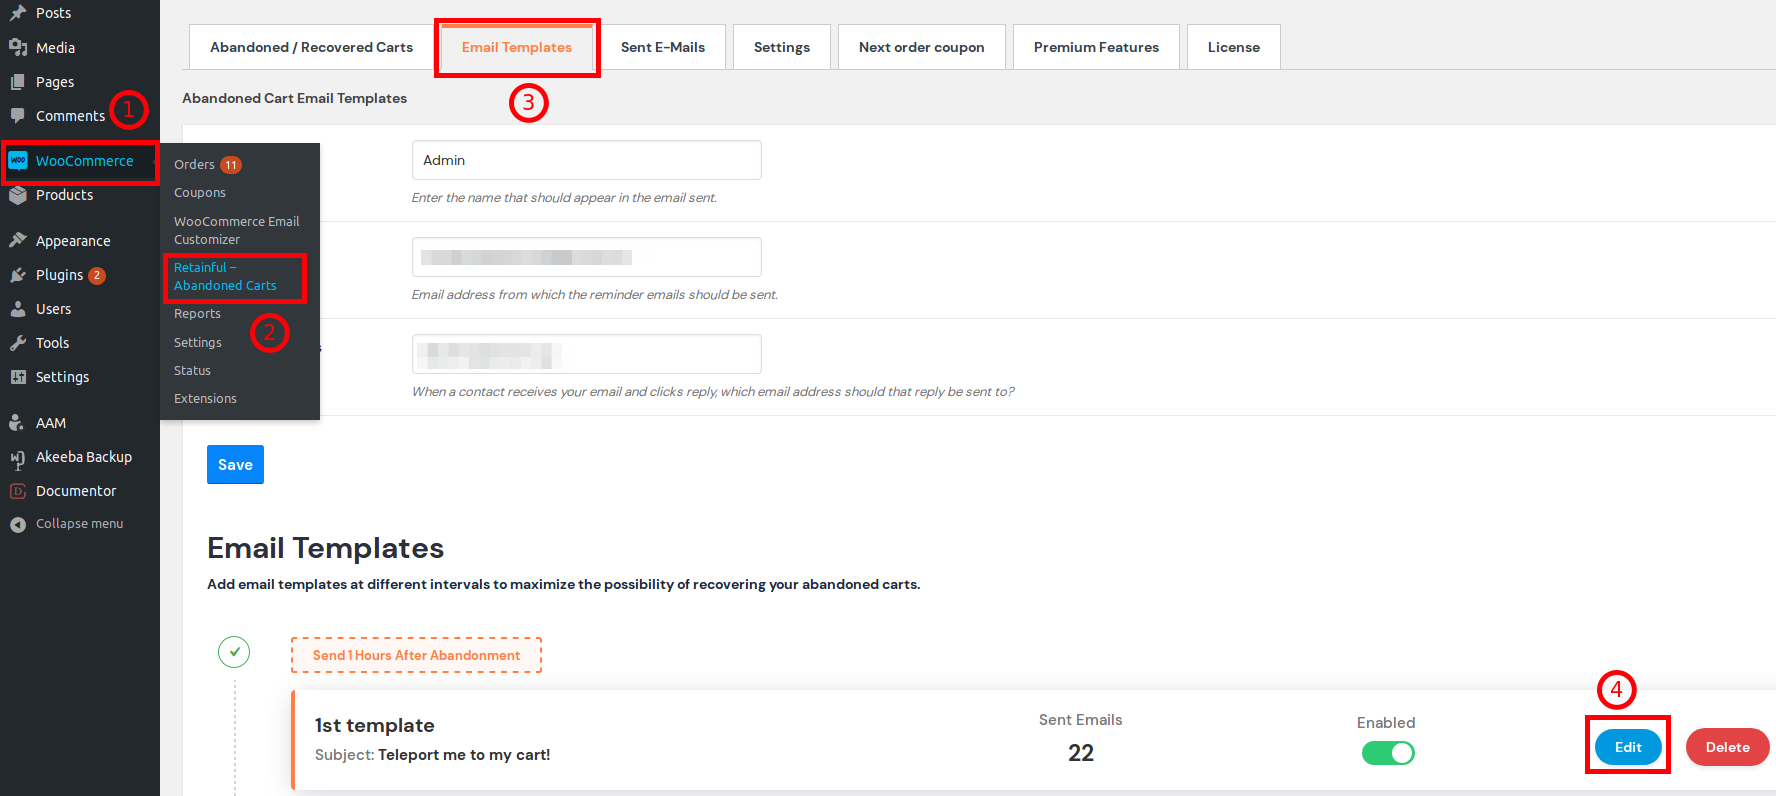 Posts
Media
Pages
Comments
1
WooCommerce
Products
Appearance
Plugins 2
Users
Tools
Settings
AAM
Akeeba Backup
Documentor
Collapse menu
Orders 11
Coupons
WooCommerce Email
Customizer
Retainful –
Abandoned Carts
Reports
2
Settings
Status
Extensions
Abandoned / Recovered Carts
Email Templates
Sent E-Mails
Settings
Next order coupon
Premium Features
License
3
Abandoned Cart Email Templates
Admin
Enter the name that should appear in the email sent.
Email address from which the reminder emails should be sent.
s
When a contact receives your email and clicks reply, which email address should that reply be sent to?
Save
Email Templates
Add email templates at different intervals to maximize the possibility of recovering your abandoned carts.
Send 1 Hours After Abandonment
1st template
Subject: Teleport me to my cart!
Sent Emails
22
Enabled
4
Edit
Delete